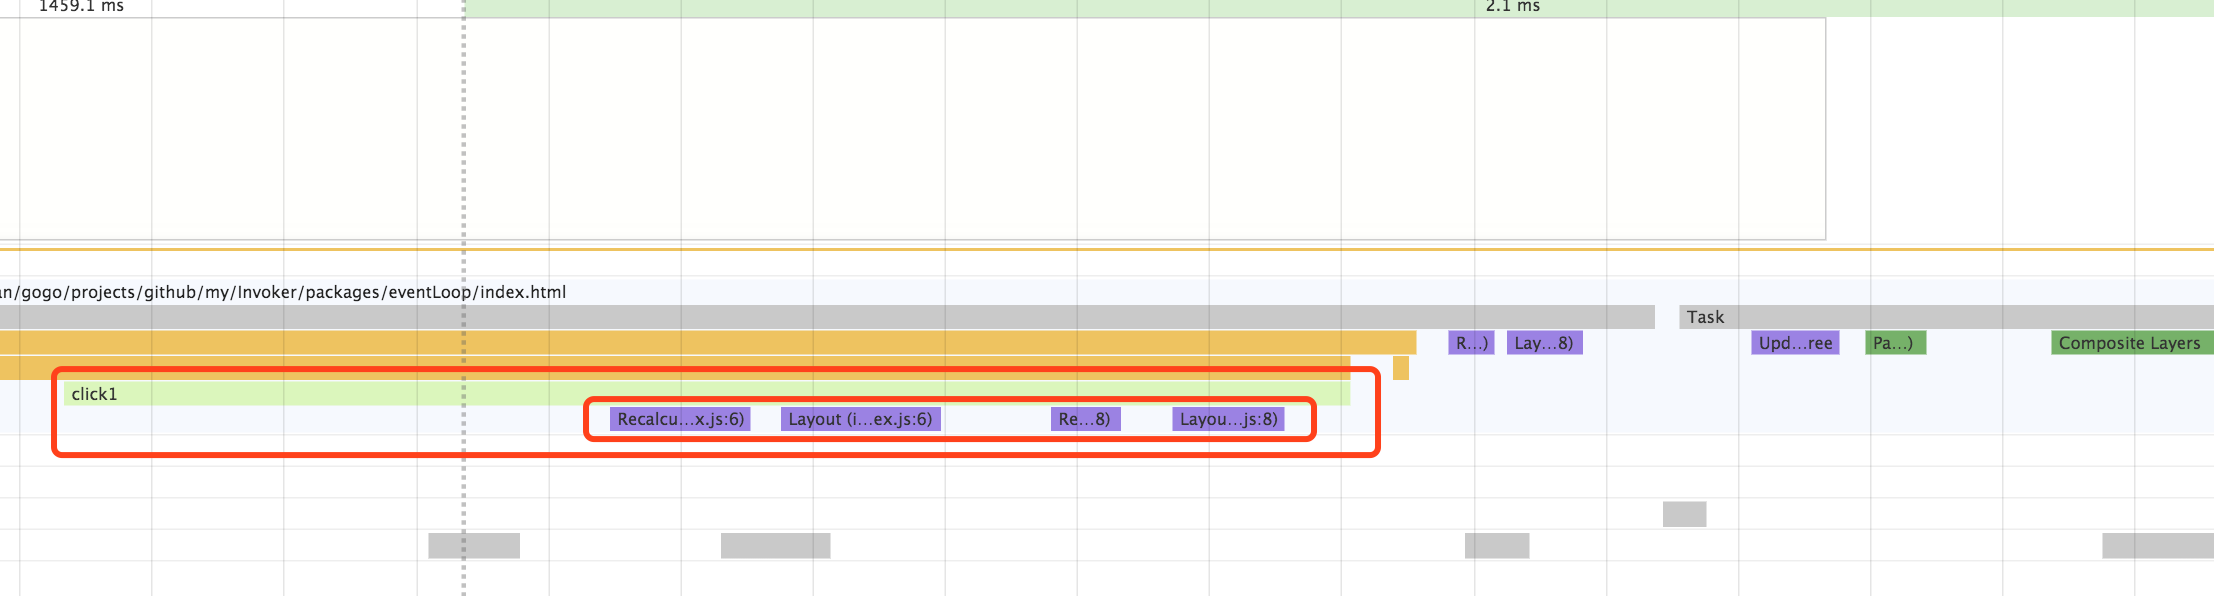 1459.1 ms 2.1 ms
an/gogo/projects/github/my/Invoker/packages/eventLoop/index.html
Task
R...) Lay...8) Upd...ree Pa...) Composite Layers
click1
Recalcu...x.js:6) Layout (i...ex.js:6) Re...8) Layou...js:8)